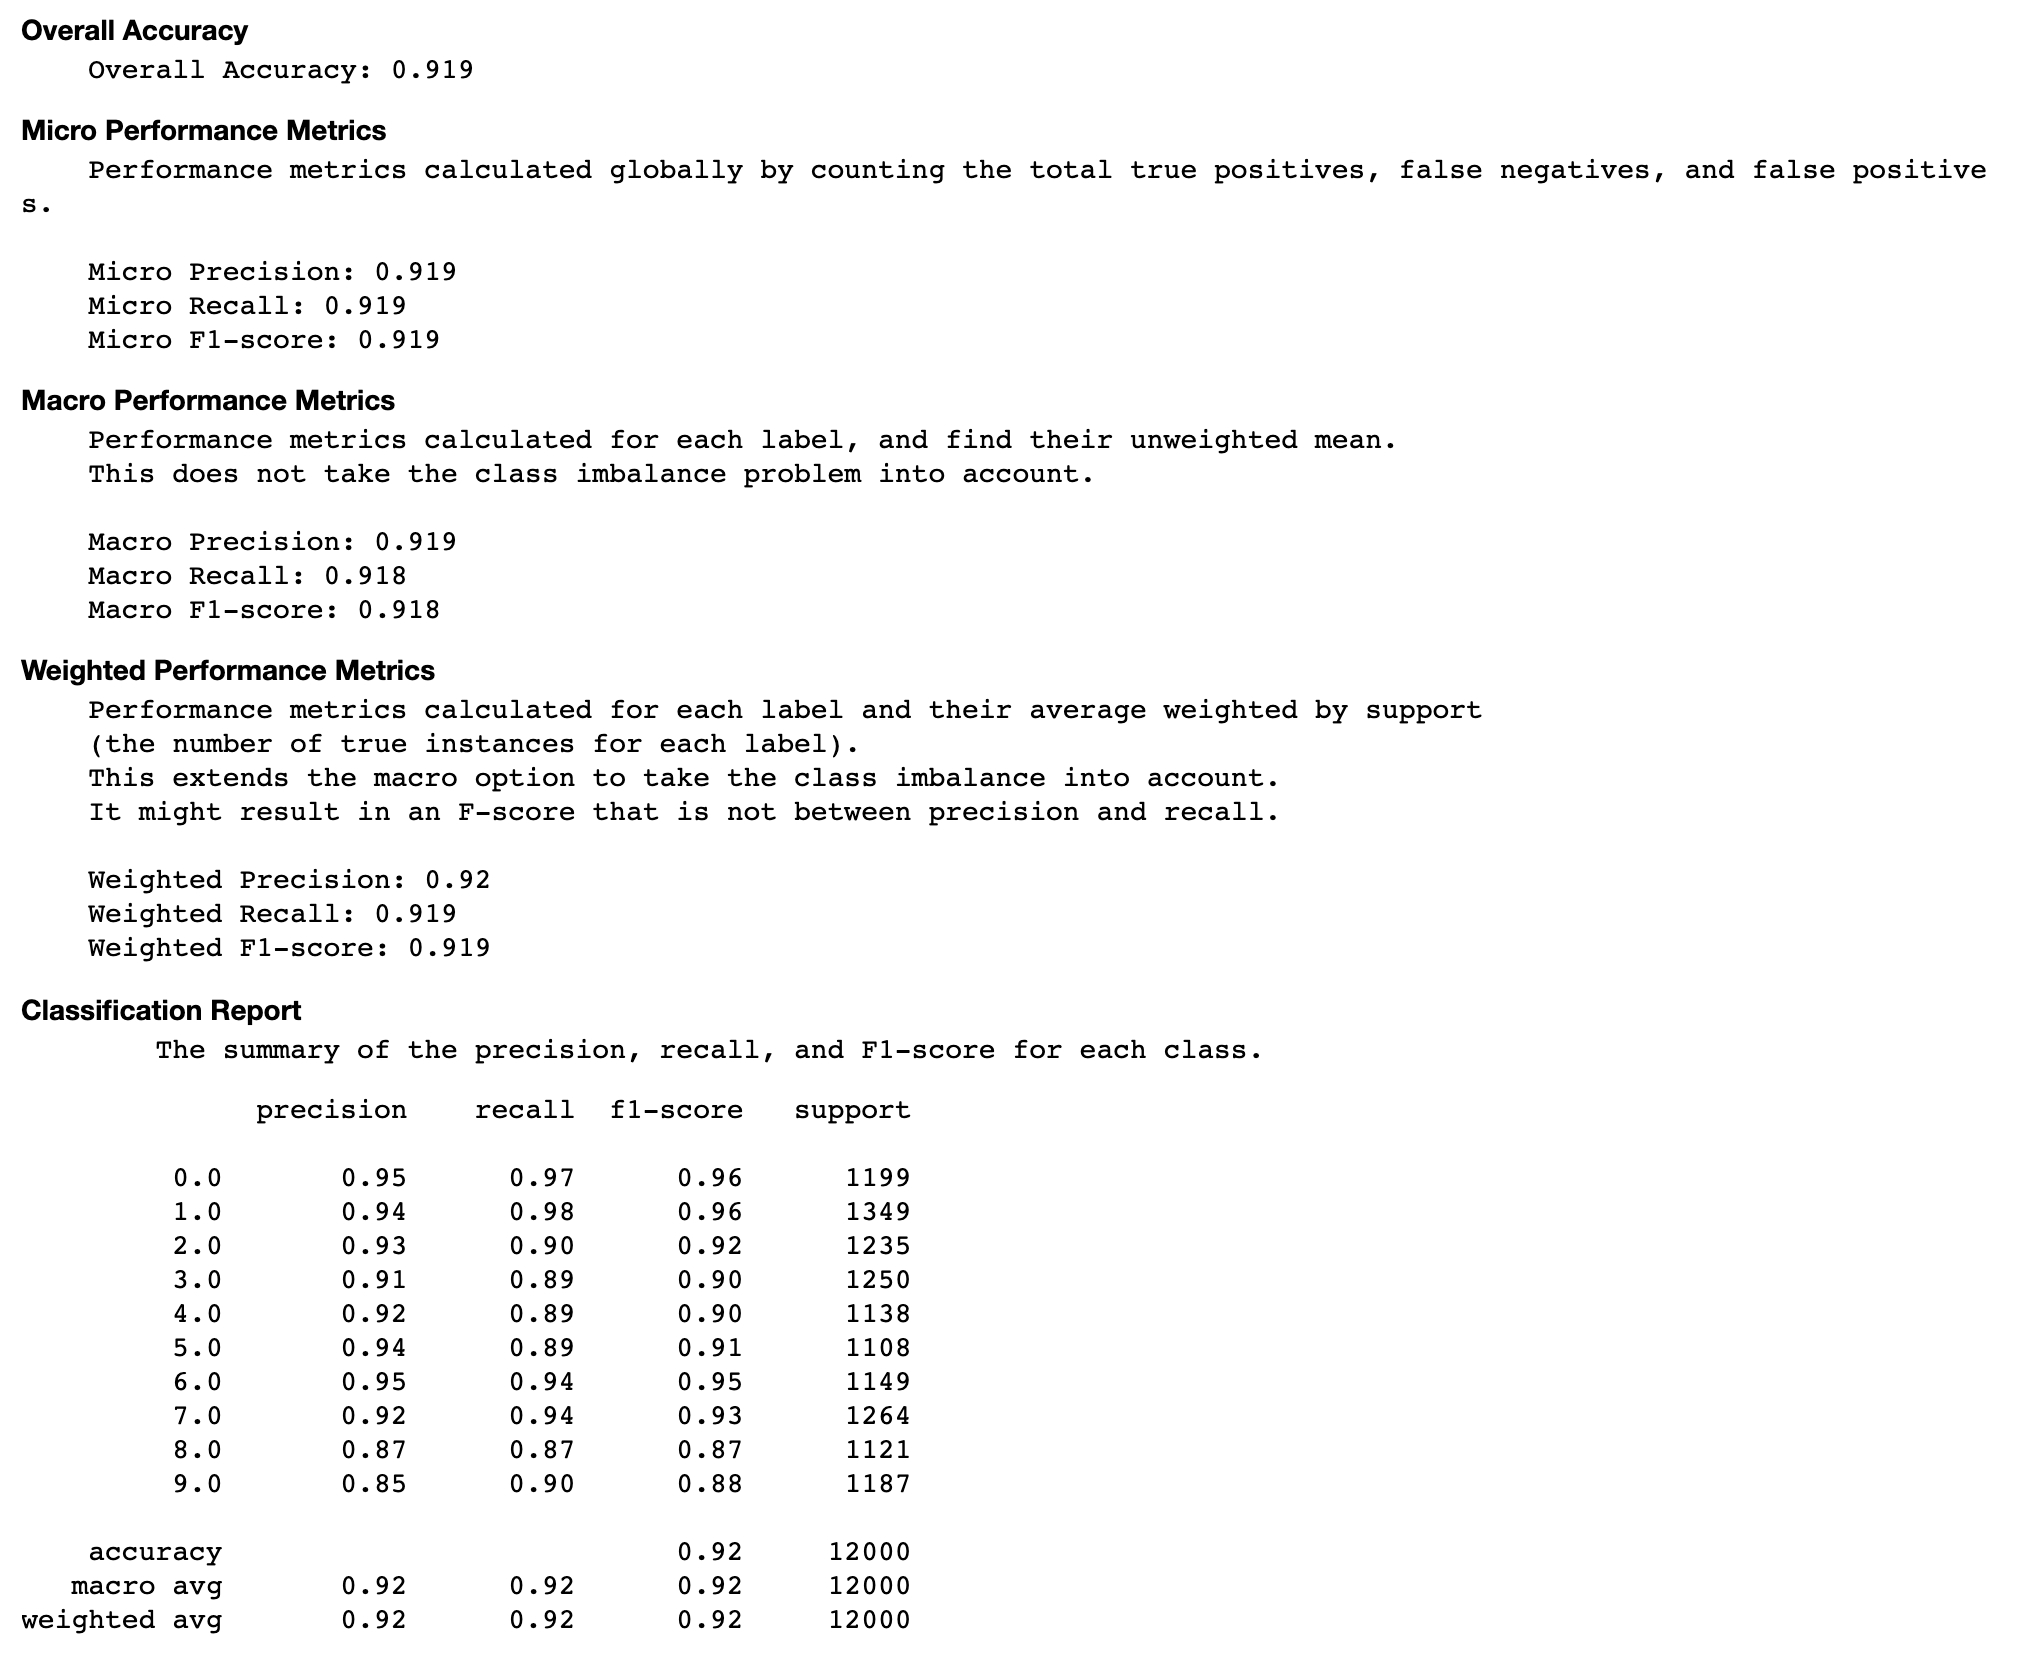 Overall Accuracy
Overall Accuracy: 0.919
Micro Performance Metrics
Performance metrics calculated globally by counting the total true positives, false negatives, and false positive
s.
Micro Precision: 0.919
Micro Recall: 0.919
Micro F1-score: 0.919
Macro Performance Metrics
Performance metrics calculated for each label, and find their unweighted mean.
This does not take the class imbalance problem into account.
Macro Precision: 0.919
Macro Recall: 0.918
Macro F1-score: 0.918
Weighted Performance Metrics
Performance metrics calculated for each label and their average weighted by support
(the number of true instances for each label).
This extends the macro option to take the class imbalance into account.
It might result in an F-score that is not between precision and recall.
Weighted Precision: 0.92
Weighted Recall: 0.919
Weighted F1-score: 0.919
Classification Report
The summary of the precision, recall, and F1-score for each class.
precision recall f1-score support
0.0 0.95 0.97 0.96 1199
1.0 0.94 0.98 0.96 1349
2.0 0.93 0.90 0.92 1235
3.0 0.91 0.89 0.90 1250
4.0 0.92 0.89 0.90 1138
5.0 0.94 0.89 0.91 1108
6.0 0.95 0.94 0.95 1149
7.0 0.92 0.94 0.93 1264
8.0 0.87 0.87 0.87 1121
9.0 0.85 0.90 0.88 1187
accuracy 0.92 12000
macro avg 0.92 0.92 0.92 12000
weighted avg 0.92 0.92 0.92 12000